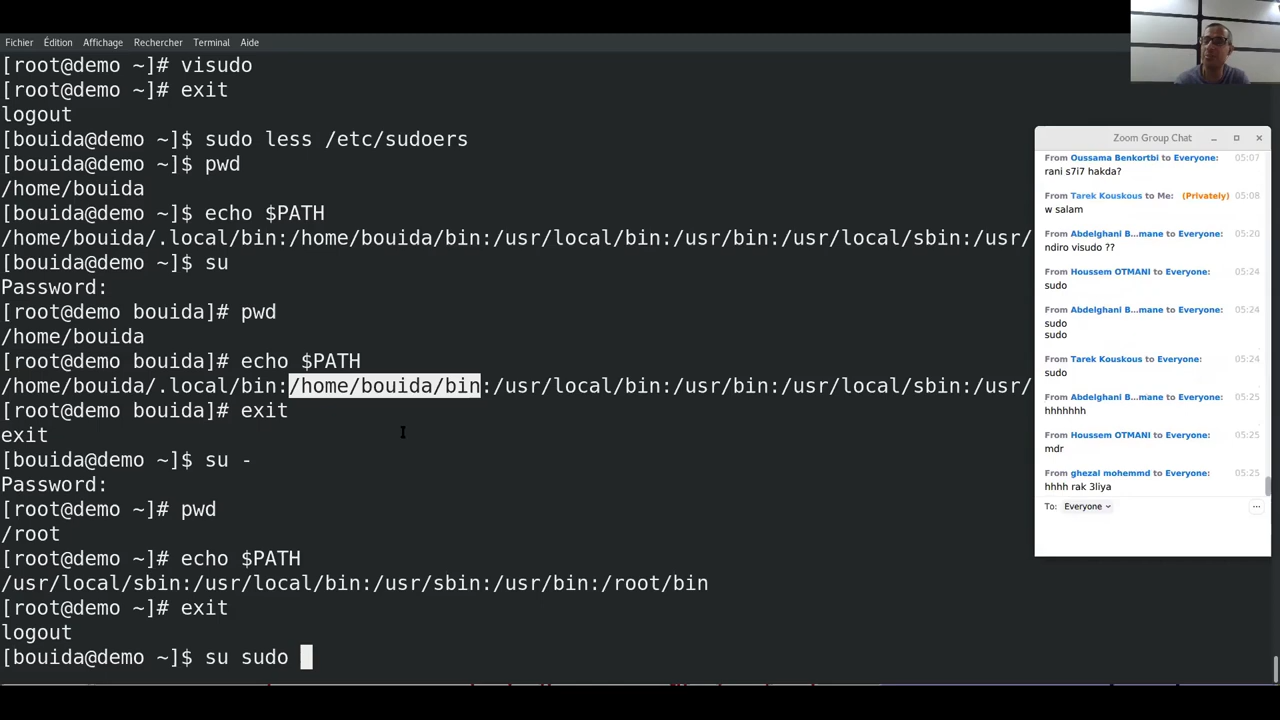 Fichier Édition Affichage Rechercher Terminal Aide
[root@demo ~]# visudo
[root@demo ~]# exit
logout
[bouida@demo ~]$ sudo less /etc/sudoers
[bouida@demo ~]$ pwd
/home/bouida
[bouida@demo ~]$ echo $PATH
/home/bouida/.local/bin:/home/bouida/bin:/usr/local/bin:/usr/bin:/usr/local/sbin:/usr/
[bouida@demo ~]$ su
Password:
[root@demo bouida]# pwd
/home/bouida
[root@demo bouida]# echo $PATH
/home/bouida/.local/bin:/home/bouida/bin:/usr/local/bin:/usr/bin:/usr/local/sbin:/usr/
[root@demo bouida]# exit
exit
[bouida@demo ~]$ su -
Password:
[root@demo ~]# pwd
/root
[root@demo ~]# echo $PATH
/usr/local/sbin:/usr/local/bin:/usr/sbin:/usr/bin:/root/bin
[root@demo ~]# exit
logout
[bouida@demo ~]$ su sudo
Zoom Group Chat
From Oussama Benkortbi to Everyone: 05:07
rani s7i7 hakda?
From Tarek Kouskous to Me: (Privately) 05:08
w salam
From Abdelghani B...mane to Everyone: 05:20
ndiro visudo ??
From Houssem OTMANI to Everyone: 05:24
sudo
From Abdelghani B...mane to Everyone: 05:24
sudo
sudo
From Tarek Kouskous to Everyone: 05:24
sudo
From Abdelghani B...mane to Everyone: 05:25
hhhhhhh
From Houssem OTMANI to Everyone: 05:25
mdr
From ghezal mohemmd to Everyone: 05:25
hhhh rak 3liya
To: Everyone